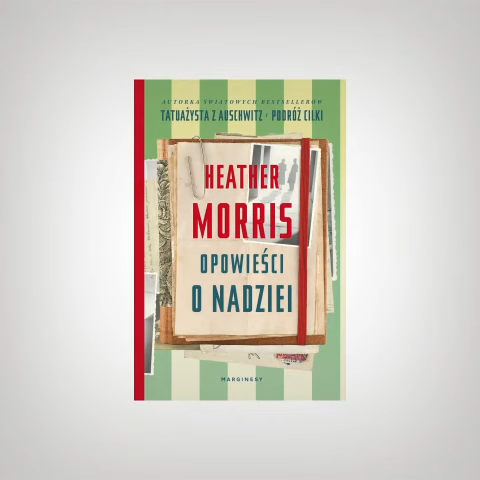 AUTORKA ŚWIATOWYCH BESTSELLERÓW
TATUAŻYSTA Z AUSCHWITZ I PODRÓŻ CILKI
HEATHER
MORRIS
OPOWIEŚCI
O NADZIEI
MARGINESY